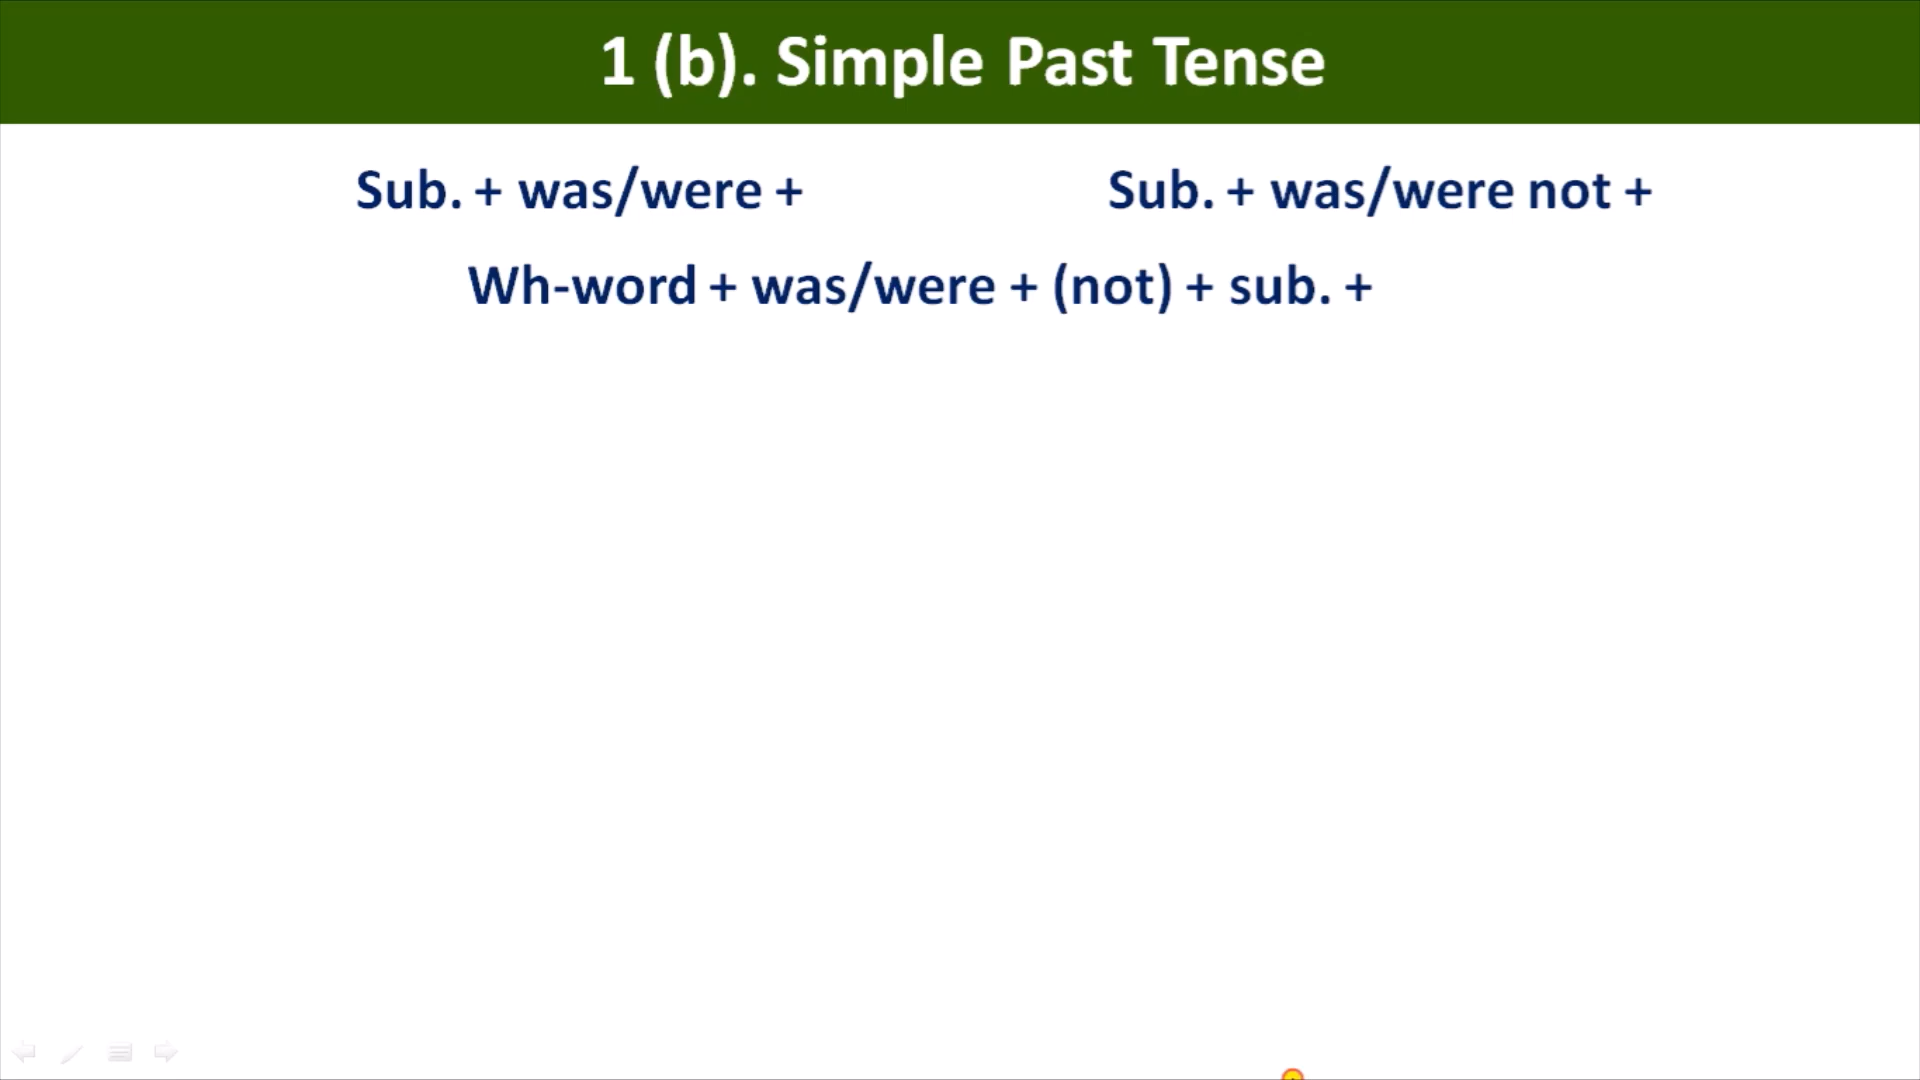 1 (b). Simple Past Tense
Sub. + was/were +
Sub. + was/were not +
Wh-word + was/were + (not) + sub. +